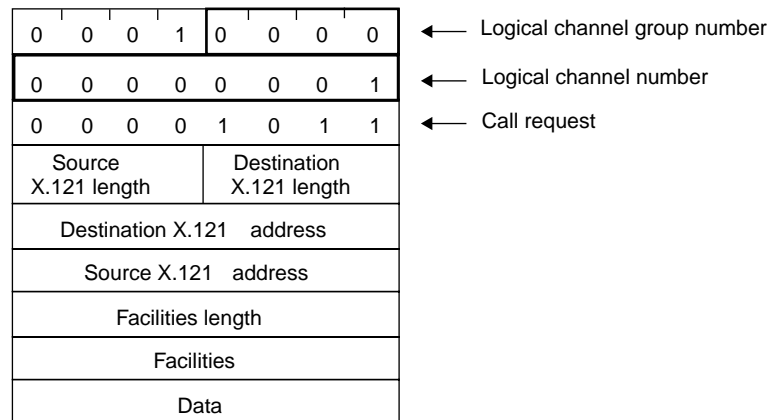 0 0 0 1 0 0 0 0 Logical channel group number
0 0 0 0 0 0 0 1 Logical channel number
0 0 0 0 1 0 1 1 Call request
Source Destination
X.121 length X.121 length
Destination X.121 address
Source X.121 address
Facilities length
Facilities
Data